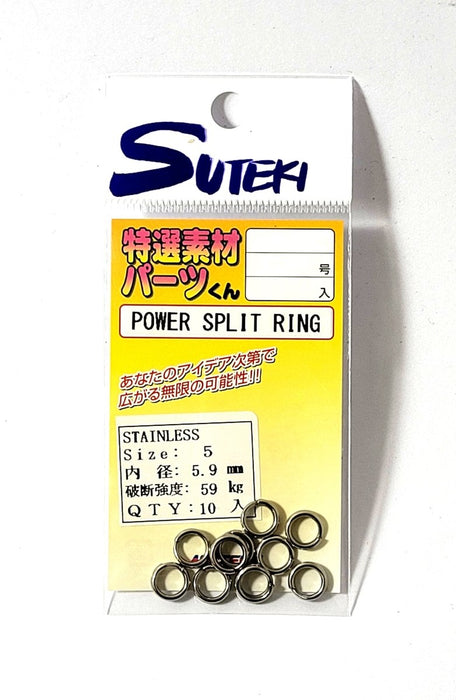 SUTEKI
特選素材
パーツくん
号
入
POWER SPLIT RING
あなたのアイデア次第で
広がる無限の可能性!!
STAINLESS
Size: 5
内 径: 5.9 mm
破断強度: 59 kg
QTY: 10 入